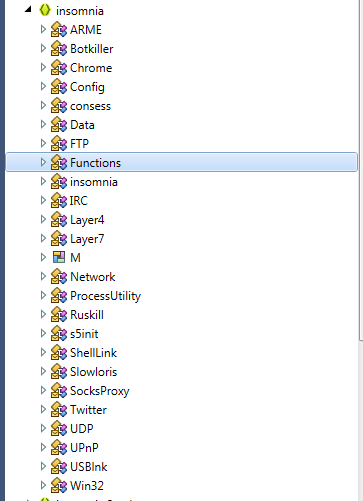 insomnia
ARME
Botkiller
Chrome
Config
consess
Data
FTP
Functions
insomnia
IRC
Layer4
Layer7
M
Network
ProcessUtility
Ruskill
s5init
ShellLink
Slowloris
SocksProxy
Twitter
UDP
UPnP
USBlnk
Win32